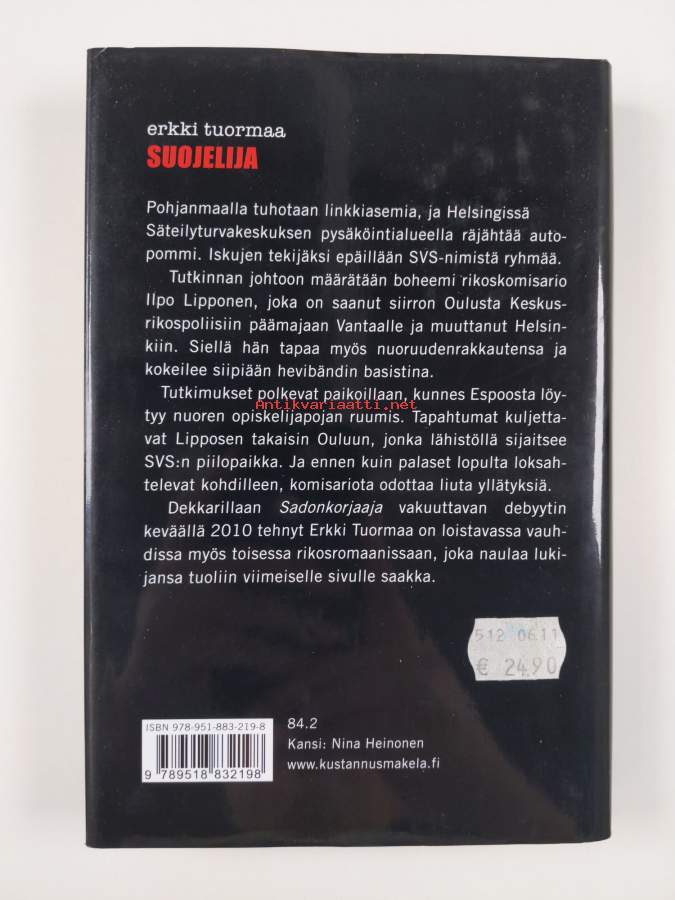 erkki tuormaa
SUOJELIJA
Pohjanmaalla tuhotaan linkkiasemia, ja Helsingissä
Säteilyturvakeskuksen pysäköintialueella räjähtää auto-
pommi. Iskujen tekijäksi epäillään SVS-nimistä ryhmää.
Tutkinnan johtoon määrätään boheemi rikoskomisario
Ilpo Lipponen, joka on saanut siirron Oulusta Keskus-
rikospoliisiin päämajaan Vantaalle ja muuttanut Helsin-
kiin. Siellä hän tapaa myös nuoruudenrakkautensa ja
kokeilee siipiään hevibändin basistina.
Tutkimukset polkevat paikoillaan, kunnes Espoosta löy-
Antikvariaatti.net
tyy nuoren opiskelijapojan ruumis. Tapahtumat kuljetta-
vat Lipposen takaisin Ouluun, jonka lähistöllä sijaitsee
SVS:n piilopaikka. Ja ennen kuin palaset lopulta loksah-
televat kohdilleen, komisariota odottaa liuta yllätyksiä.
Dekkarillaan Sadonkorjaaja vakuuttavan debyytin
keväällä 2010 tehnyt Erkki Tuormaa on loistavassa vauh-
dissa myös toisessa rikosromaanissaan, joka naulaa luki-
jansa tuoliin viimeiselle sivulle saakka.
512 06.11
€ 24.90
ISBN 978-951-883-219-8
84.2
Kansi: Nina Heinonen
www.kustannusmakela.fi
9 789518 832198